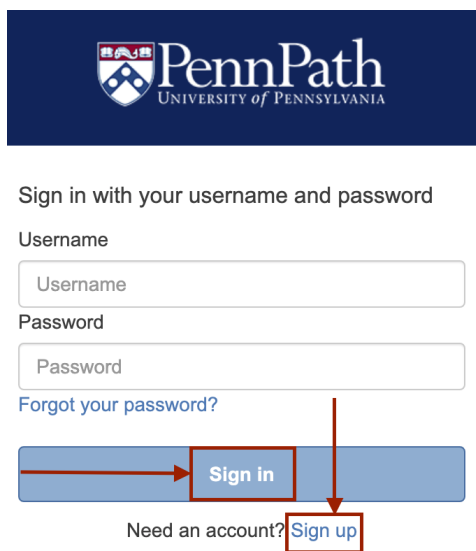 PennPath
UNIVERSITY of PENNSYLVANIA
Sign in with your username and password
Username
Username
Password
Password
Forgot your password?
Sign in
Need an account? Sign up